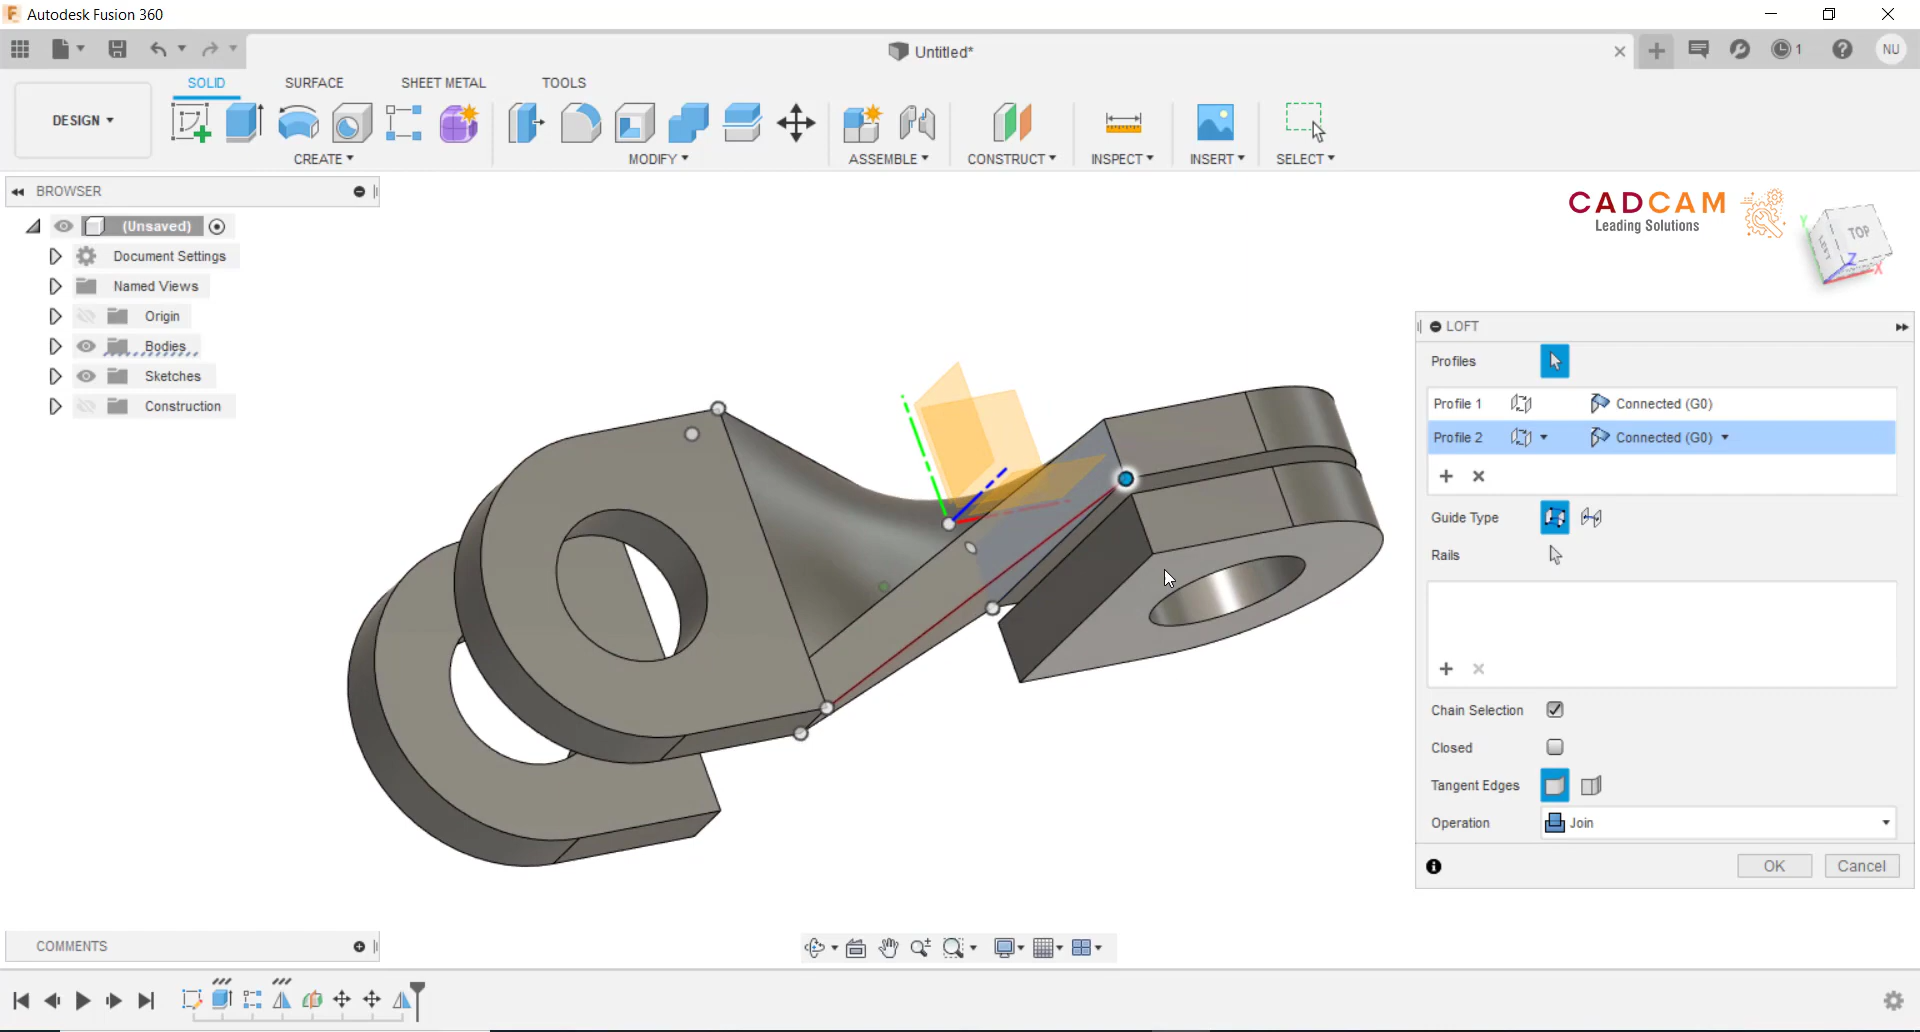 Autodesk Fusion 360
Untitled*
1
NU
DESIGN
SOLID
SURFACE
SHEET METAL
TOOLS
CREATE
MODIFY
ASSEMBLE
CONSTRUCT
INSPECT
INSERT
SELECT
BROWSER
(Unsaved)
Document Settings
Named Views
Origin
Bodies
Sketches
Construction
CADCAM
Leading Solutions
TOP
LEFT
Y
Z
X
LOFT
Profiles
Profile 1
Connected (G0)
Profile 2
Connected (G0)
Guide Type
Rails
Chain Selection
Closed
Tangent Edges
Operation
Join
OK
Cancel
COMMENTS